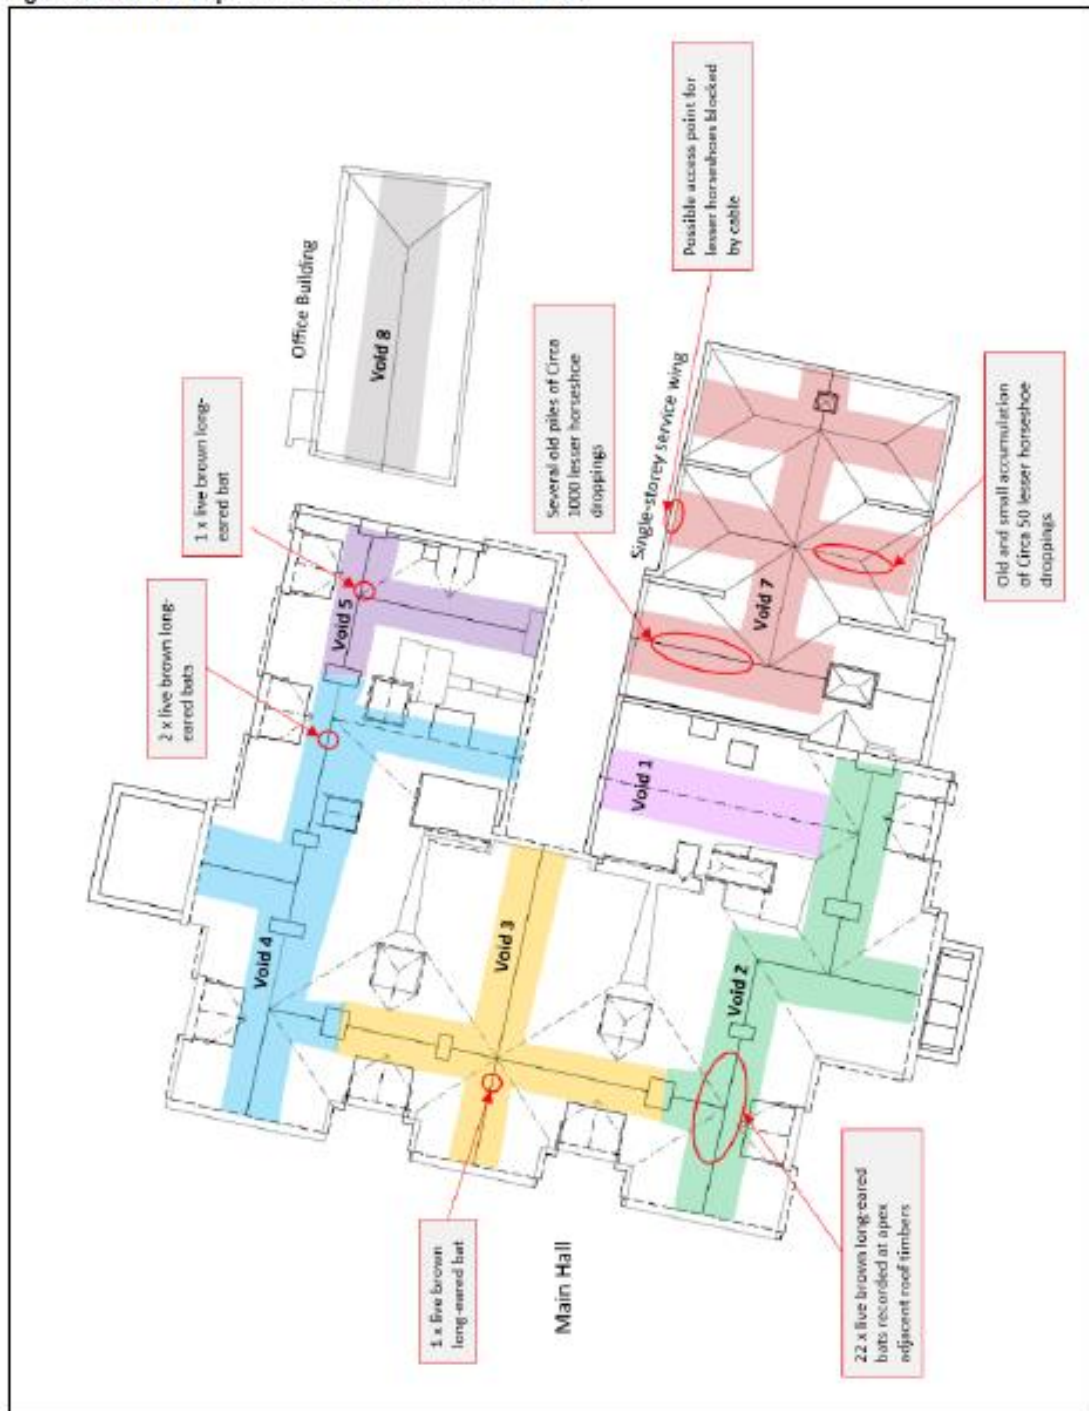 Office Building
Void 8
1 x live brown long-
eared bat
2 x live brown long-
eared bats
Void 5
Possible access point for
lesser horseshoes blocked
by cable
Several old piles of Circa
1000 lesser horseshoe
droppings
Single-storey service wing
Void 7
Old and small accumulation
of Circa 50 lesser horseshoe
droppings
Void 1
Void 4
Void 3
Void 2
1 x live brown
long-eared bat
Main Hall
22 x live brown long-eared
bats recorded at apex
adjacent roof timbers